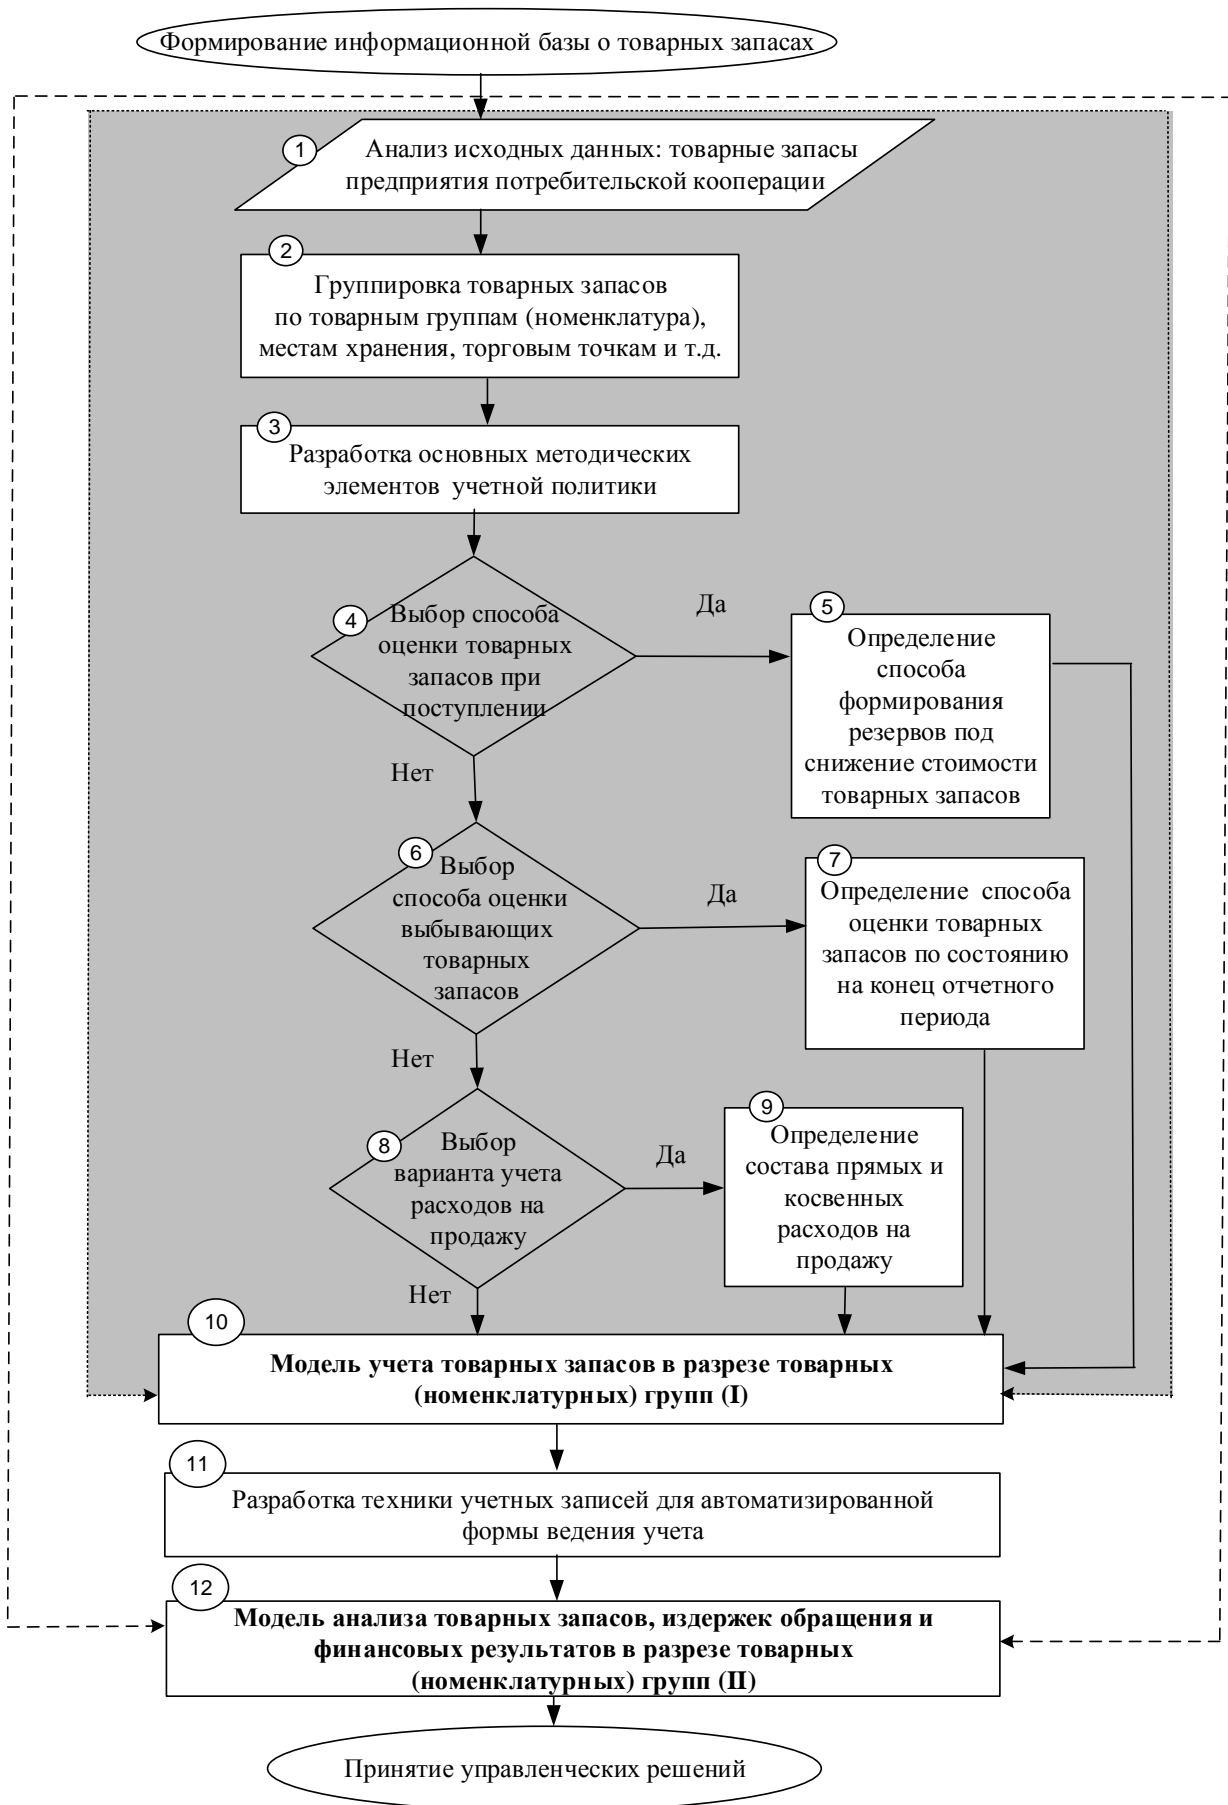 Формирование информационной базы о товарных запасах
1
Анализ исходных данных: товарные запасы
предприятия потребительской кооперации
2
Группировка товарных запасов
по товарным группам (номенклатура),
местам хранения, торговым точкам и т.д.
3
Разработка основных методических
элементов учетной политики
4
Выбор способа
оценки товарных
запасов при
поступлении
Да
5
Определение
способа
формирования
резервов под
снижение стоимости
товарных запасов
Нет
6
Выбор
способа оценки
выбывающих
товарных
запасов
Да
7
Определение способа
оценки товарных
запасов по состоянию
на конец отчетного
периода
Нет
8
Выбор
варианта учета
расходов на
продажу
Да
9
Определение
состава прямых и
косвенных
расходов на
продажу
Нет
10
Модель учета товарных запасов в разрезе товарных
(номенклатурных) групп (I)
11
Разработка техники учетных записей для автоматизированной
формы ведения учета
12
Модель анализа товарных запасов, издержек обращения и
финансовых результатов в разрезе товарных
(номенклатурных) групп (II)
Принятие управленческих решений